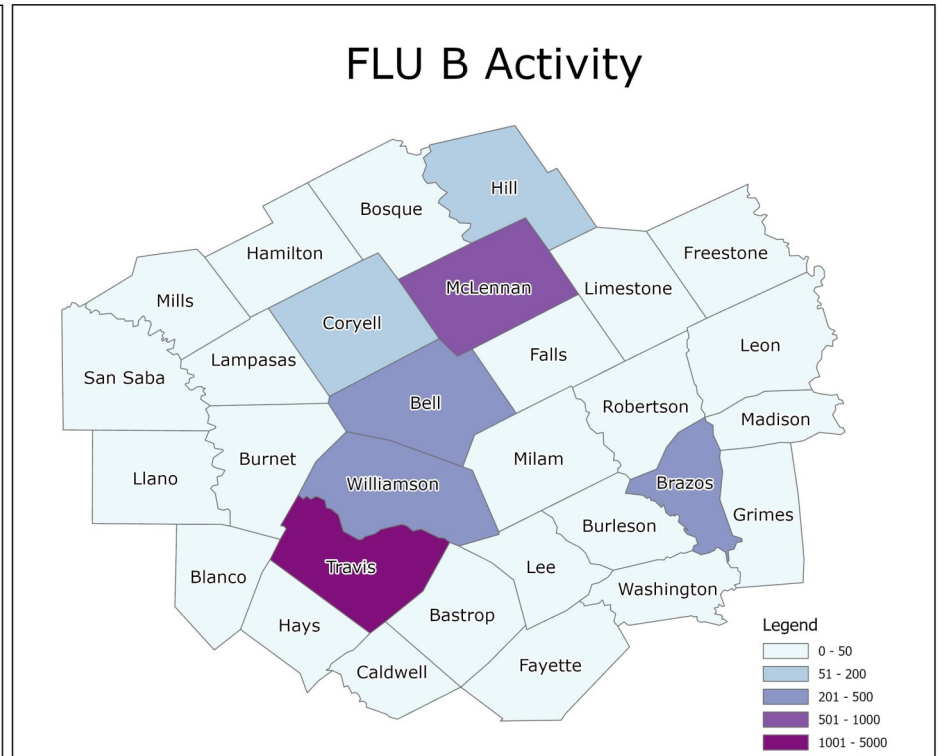 FLU B Activity
Hill
Bosque
Hamilton
Freestone
McLennan
Limestone
Mills
Coryell
Leon
Falls
Lampasas
San Saba
Bell
Robertson
Madison
Burnet
Milam
Llano
Williamson
Brazos
Grimes
Burleson
Travis
Lee
Blanco
Washington
Bastrop
Hays
Fayette
Caldwell
Legend
0 - 50
51 - 200
201 - 500
501 - 1000
1001 - 5000